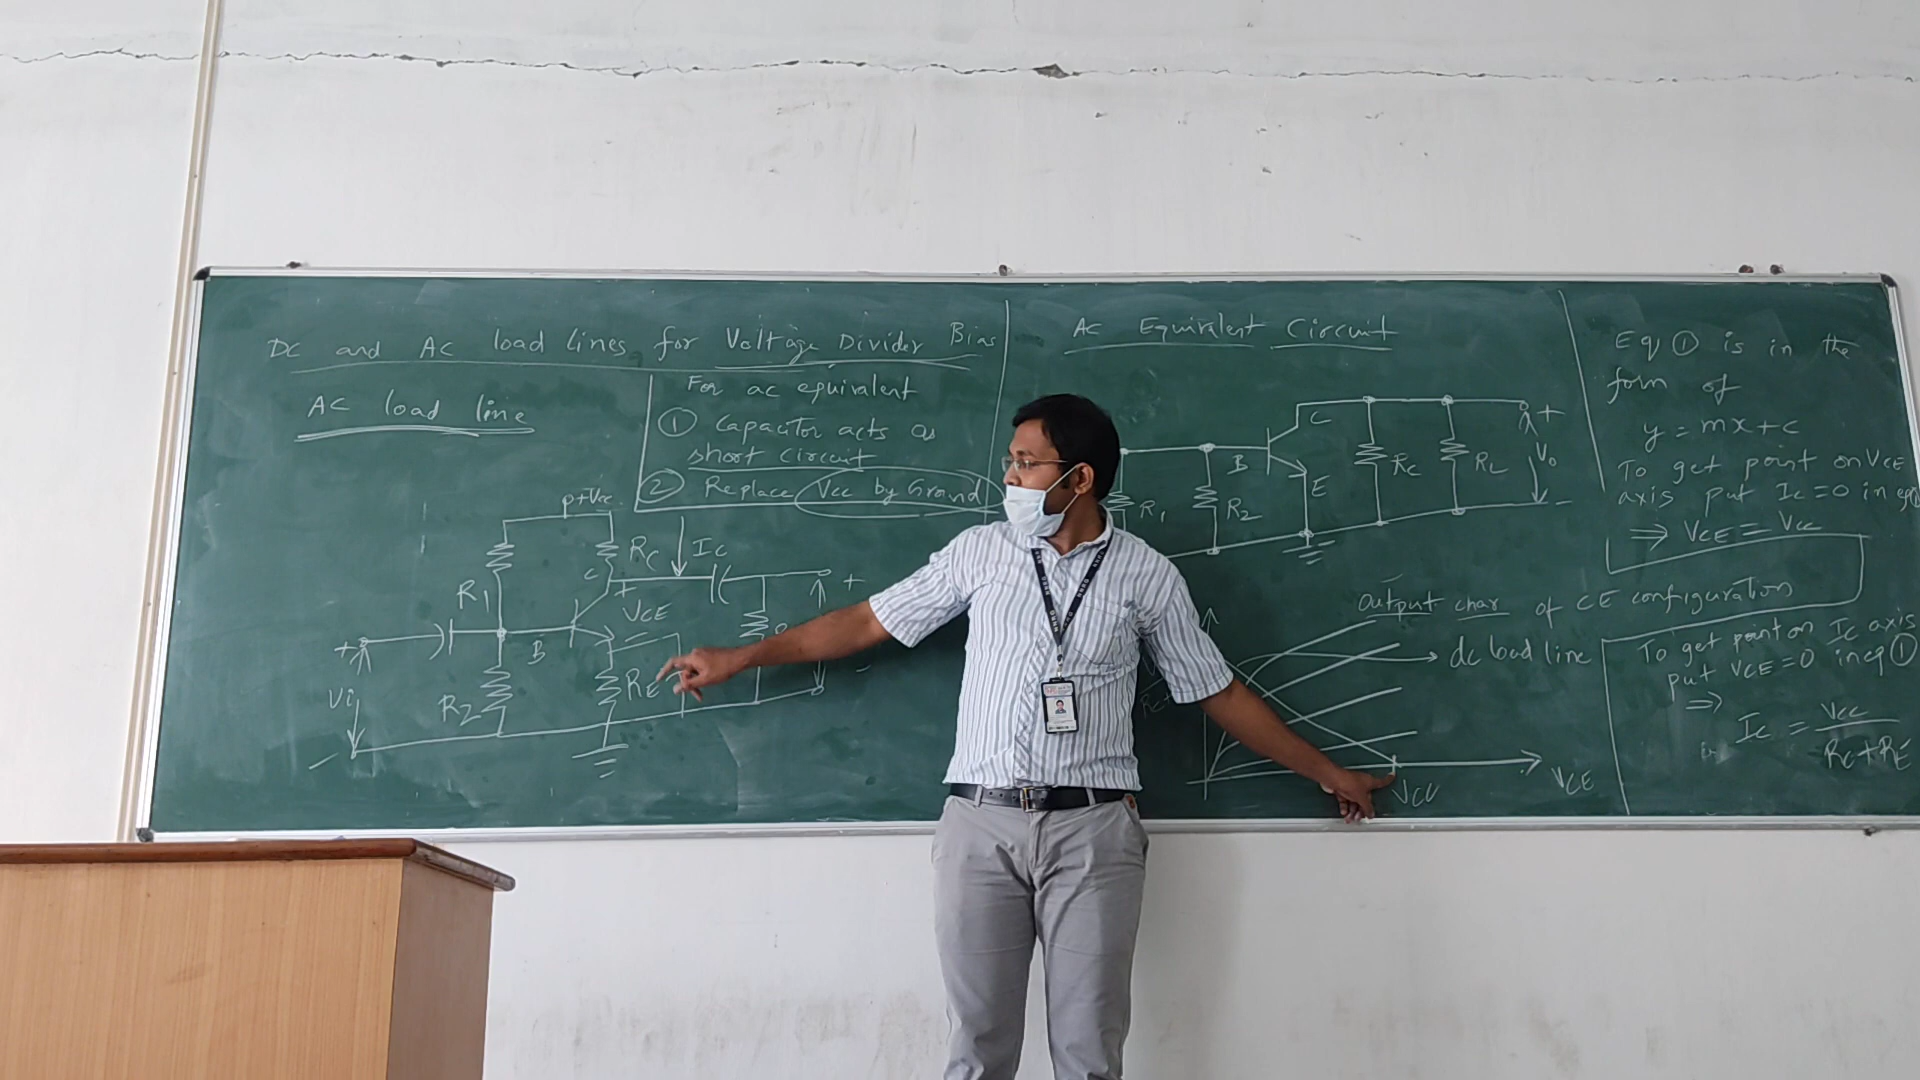 DC and AC load lines for Voltage Divider Bias
AC load line
For ac equivalent
① Capacitor acts as
short circuit
② Replace Vcc by Ground
p+Vcc
R1
RC
IC
C
+
VCE
B
+
Vi
R2
RE
+
-
-
AC Equivalent Circuit
C
B
E
R1
R2
RC
RL
+
Vo
-
Output char of CE configuration
dc load line
VCC
VCE
Eq ① is in the
form of
y = mx + c
To get point on VCE
axis put Ic = 0 in eq①
⇒ VCE = Vcc
To get point on Ic axis
put VCE = 0 in eq ①
⇒
Ic = Vcc
RC + RE